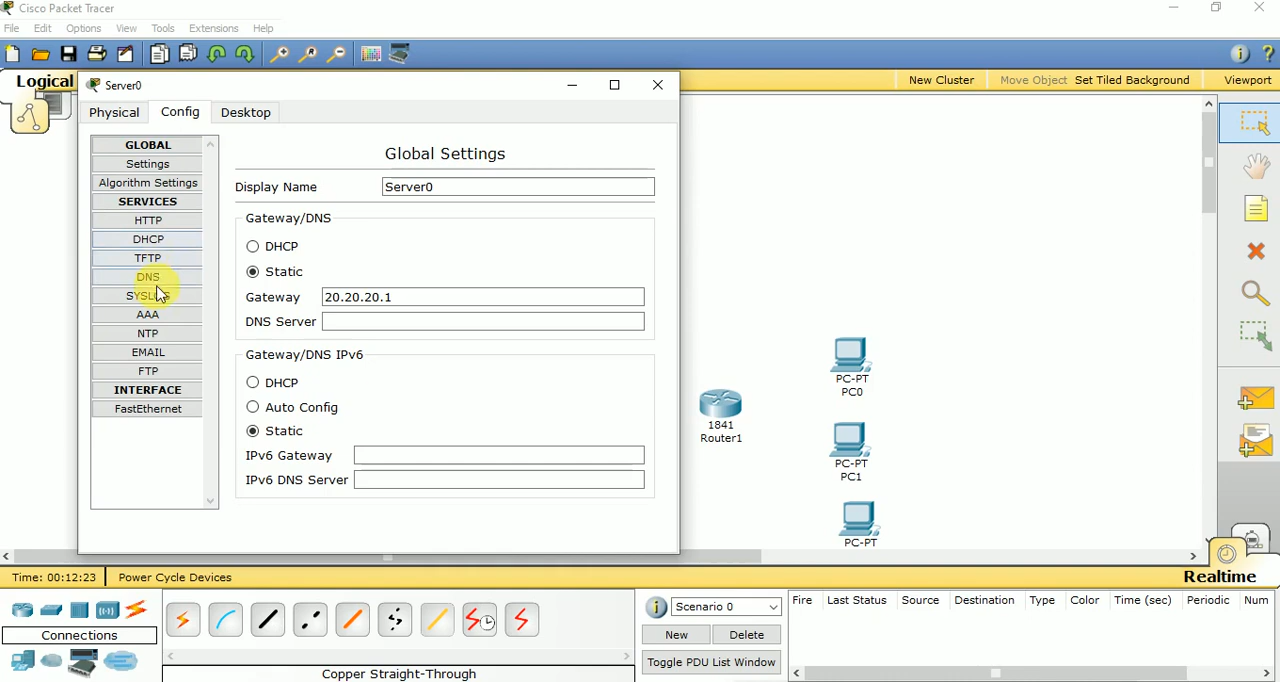 Cisco Packet Tracer
File Edit Options View Tools Extensions Help
Logical
New Cluster Move Object Set Tiled Background Viewport
Server0
Physical Config Desktop
GLOBAL
Settings
Algorithm Settings
SERVICES
HTTP
DHCP
TFTP
DNS
SYSLOG
AAA
NTP
EMAIL
FTP
INTERFACE
FastEthernet
Global Settings
Display Name Server0
Gateway/DNS
DHCP
Static
Gateway 20.20.20.1
DNS Server
Gateway/DNS IPv6
DHCP
Auto Config
Static
IPv6 Gateway
IPv6 DNS Server
1841
Router1
PC-PT
PC0
PC-PT
PC1
PC-PT
Time: 00:12:23 Power Cycle Devices
Realtime
Connections
Copper Straight-Through
Scenario 0
New Delete
Toggle PDU List Window
Fire Last Status Source Destination Type Color Time (sec) Periodic Num